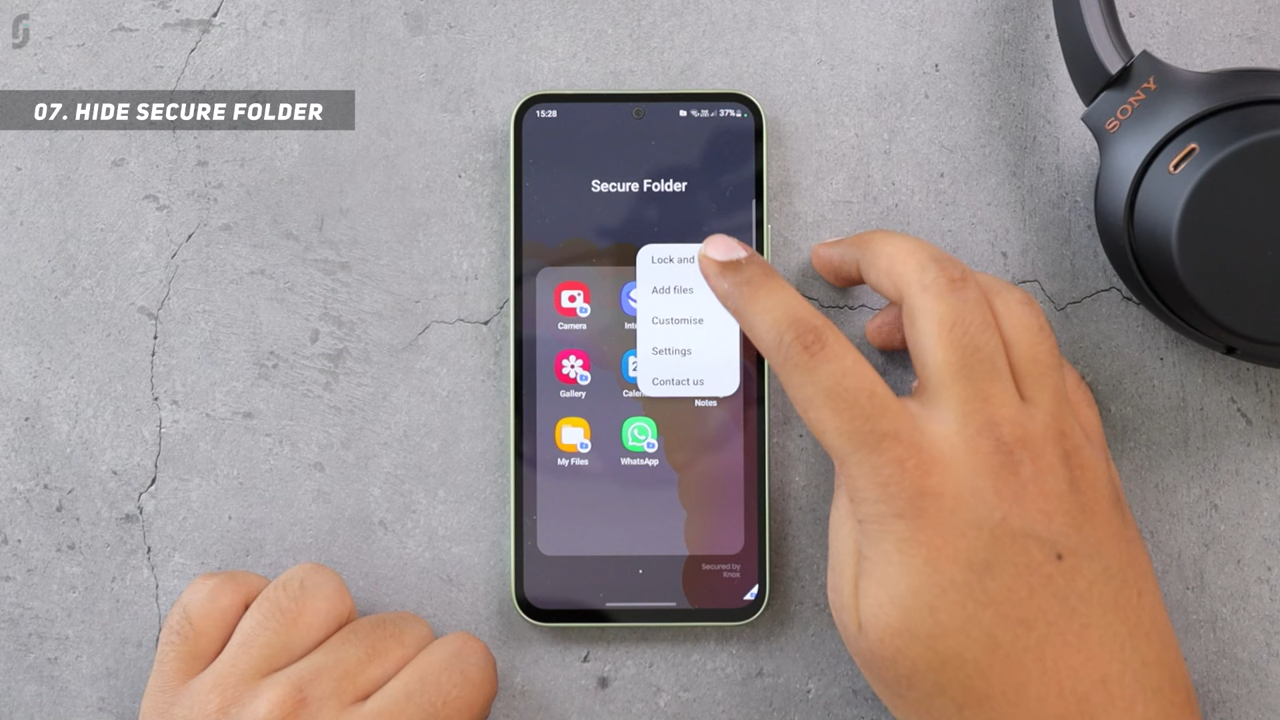 07. HIDE SECURE FOLDER
15:28
37%
Secure Folder
SONY
Lock and
Add files
Camera
Customise
Settings
Gallery
Contact us
Notes
My Files
WhatsApp
Secured by
Knox